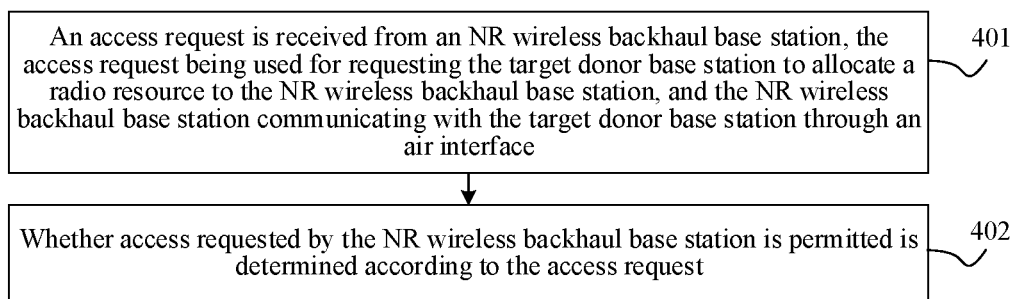 An access request is received from an NR wireless backhaul base station, the
access request being used for requesting the target donor base station to allocate a
radio resource to the NR wireless backhaul base station, and the NR wireless
backhaul base station communicating with the target donor base station through an
air interface
401
Whether access requested by the NR wireless backhaul base station is permitted is
determined according to the access request
402